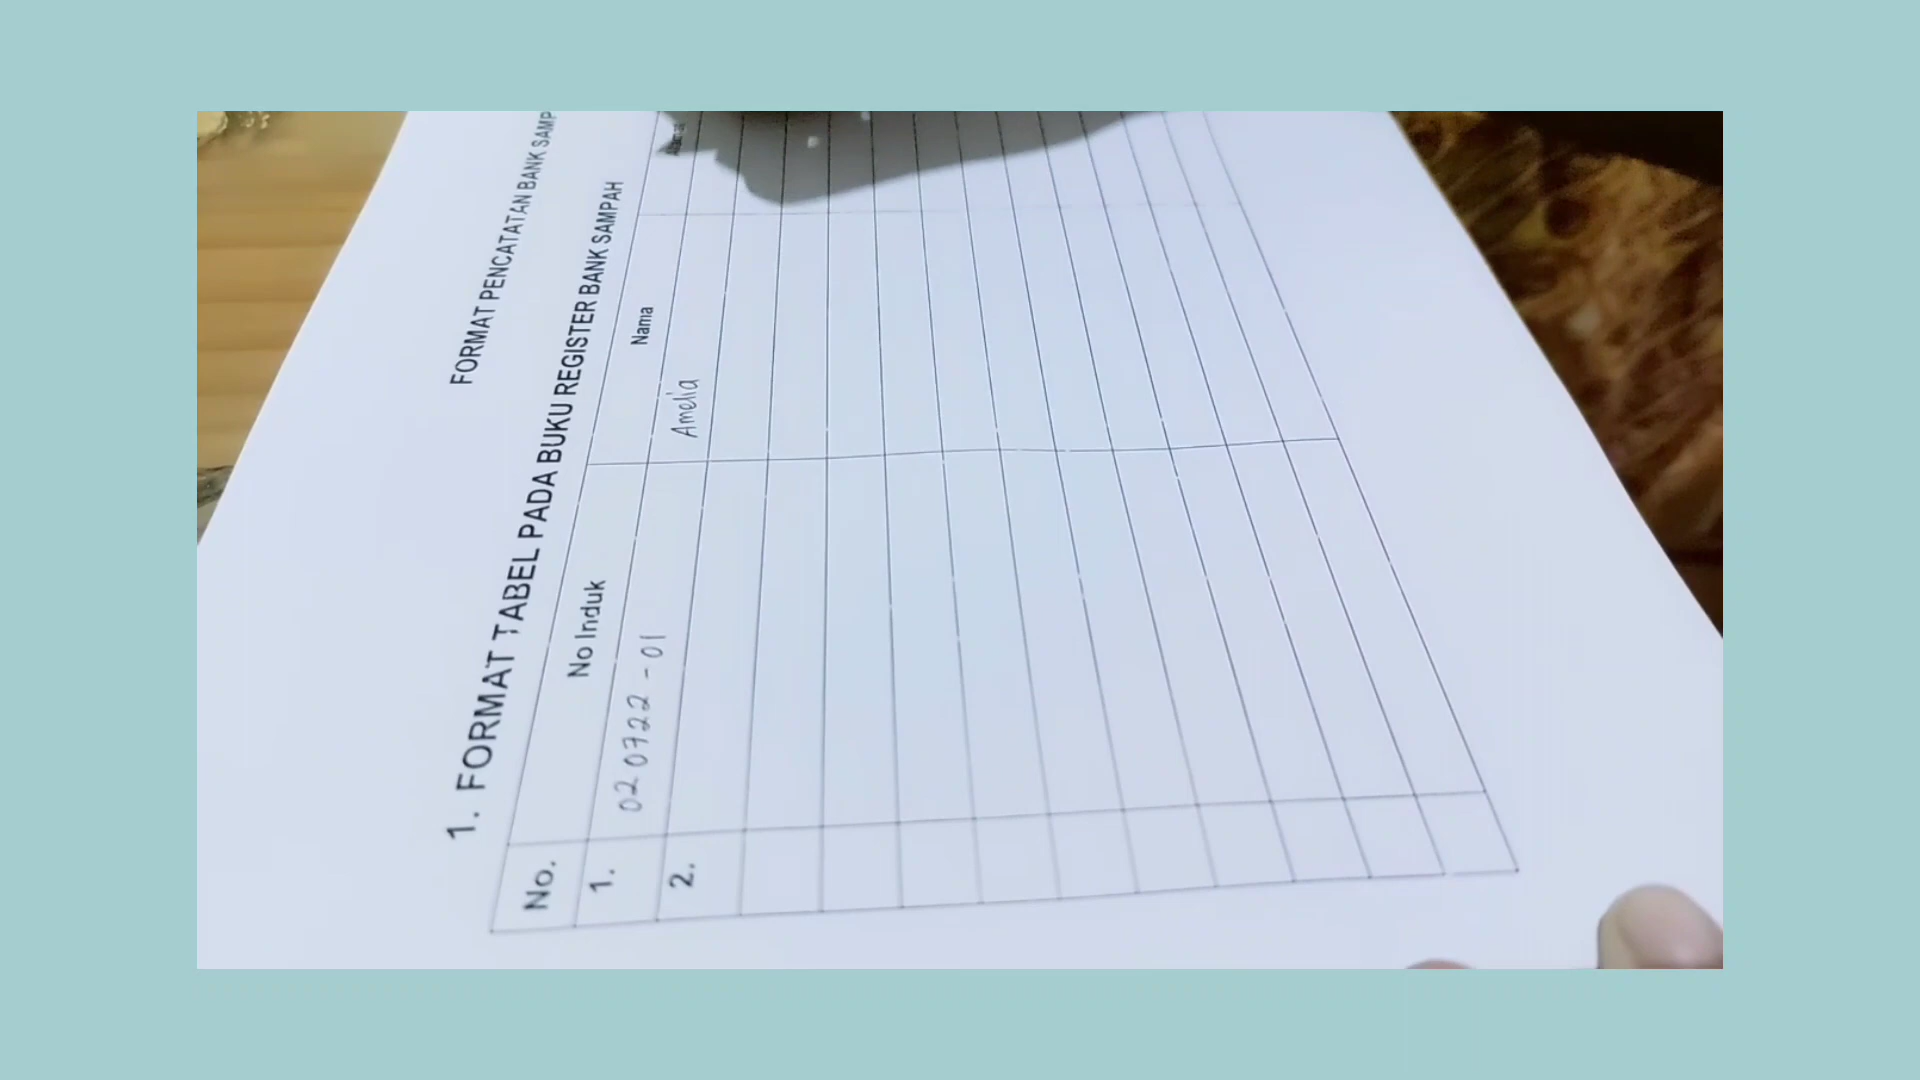 FORMAT PENCATATAN BANK SAMP
1. FORMAT TABEL PADA BUKU REGISTER BANK SAMPAH
No. No Induk Nama Alamat
1. 020722-01 Amelia
2.